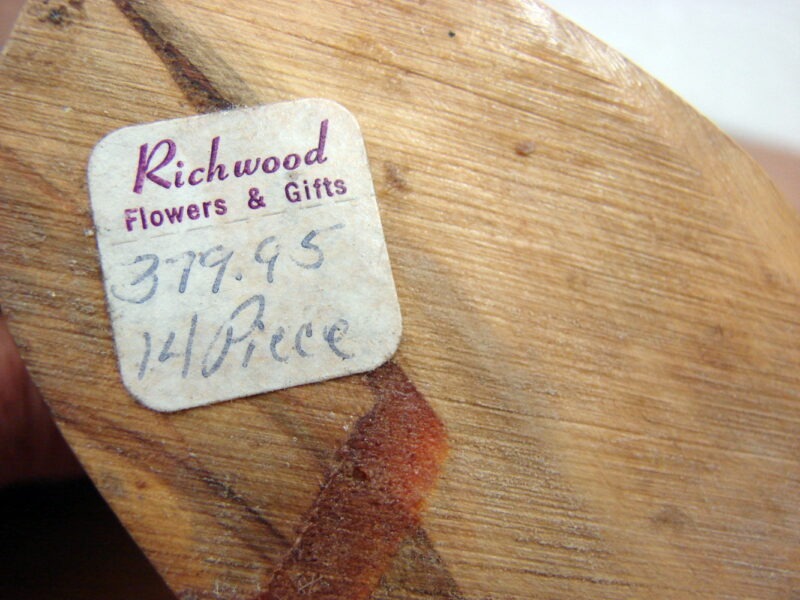 Richwood
Flowers & Gifts
379.95
14 Piece